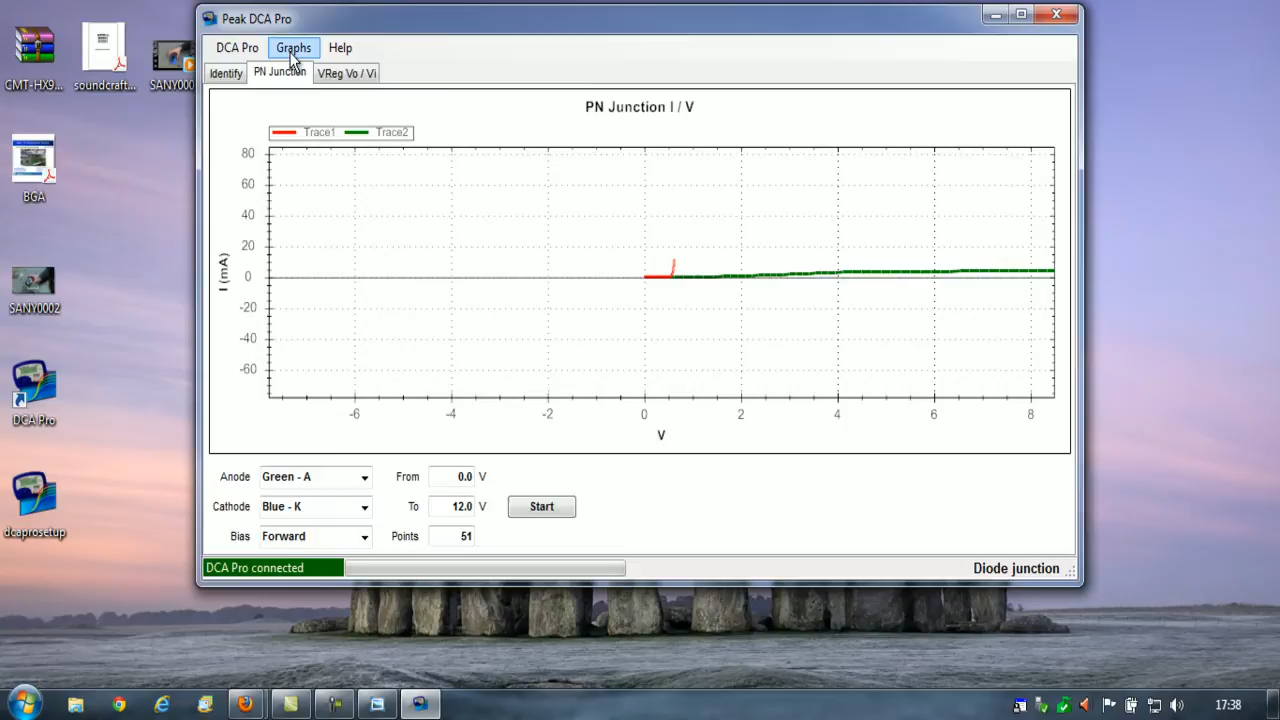 Peak DCA Pro
CMT-HX9...
soundcraft...
SANY000
BGA
SANY0002
DCA Pro
dcaprosetup
DCA Pro Graphs Help
Identify PN Junction VReg Vo / Vi
PN Junction I / V
Trace1 Trace2
80
60
40
20
0
-20
-40
-60
I (mA)
-6 -4 -2 0 2 4 6 8
V
Anode Green - A From 0.0 V
Cathode Blue - K To 12.0 V Start
Bias Forward Points 51
DCA Pro connected Diode junction
17:38